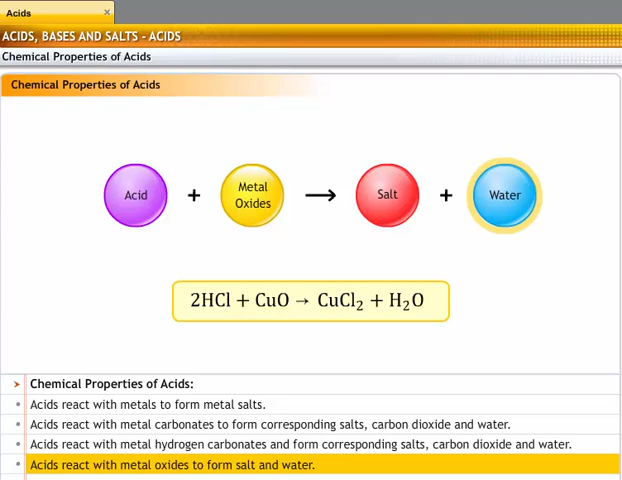 Acids
ACIDS, BASES AND SALTS - ACIDS
Chemical Properties of Acids
Chemical Properties of Acids
Acid + Metal Oxides → Salt + Water
2HCl + CuO → CuCl₂ + H₂O
Chemical Properties of Acids:
Acids react with metals to form metal salts.
Acids react with metal carbonates to form corresponding salts, carbon dioxide and water.
Acids react with metal hydrogen carbonates and form corresponding salts, carbon dioxide and water.
Acids react with metal oxides to form salt and water.